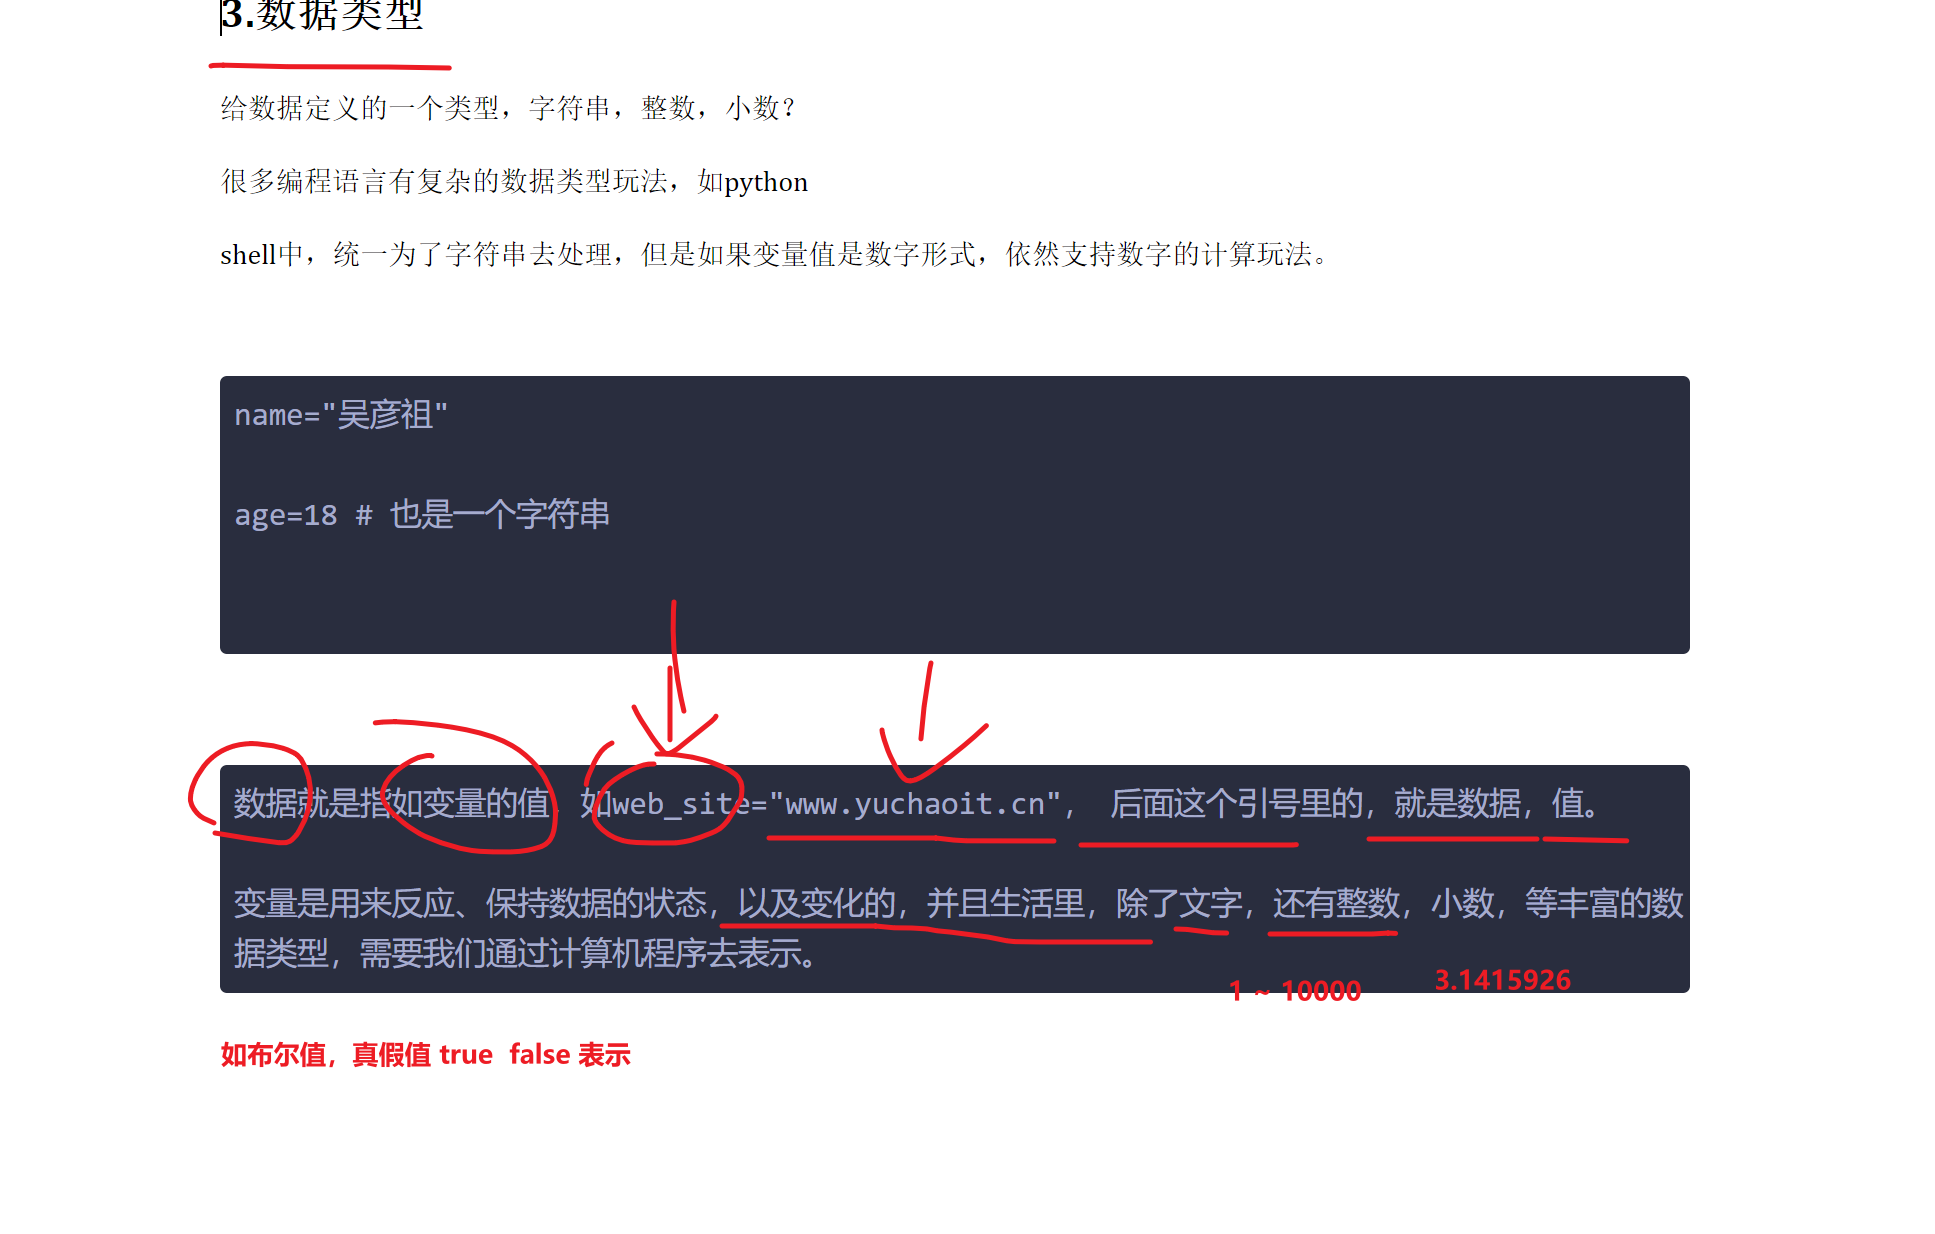 3.数据类型
给数据定义的一个类型，字符串，整数，小数？
很多编程语言有复杂的数据类型玩法，如python
shell中，统一为了字符串去处理，但是如果变量值是数字形式，依然支持数字的计算玩法。
name="吴彦祖"
age=18 # 也是一个字符串
数据就是指如变量的值，如web_site="www.yuchaoit.cn"， 后面这个引号里的，就是数据，值。
变量是用来反应、保持数据的状态，以及变化的，并且生活里，除了文字，还有整数，小数，等丰富的数
据类型，需要我们通过计算机程序去表示。
1 ~ 10000
3.1415926
如布尔值，真假值 true false 表示